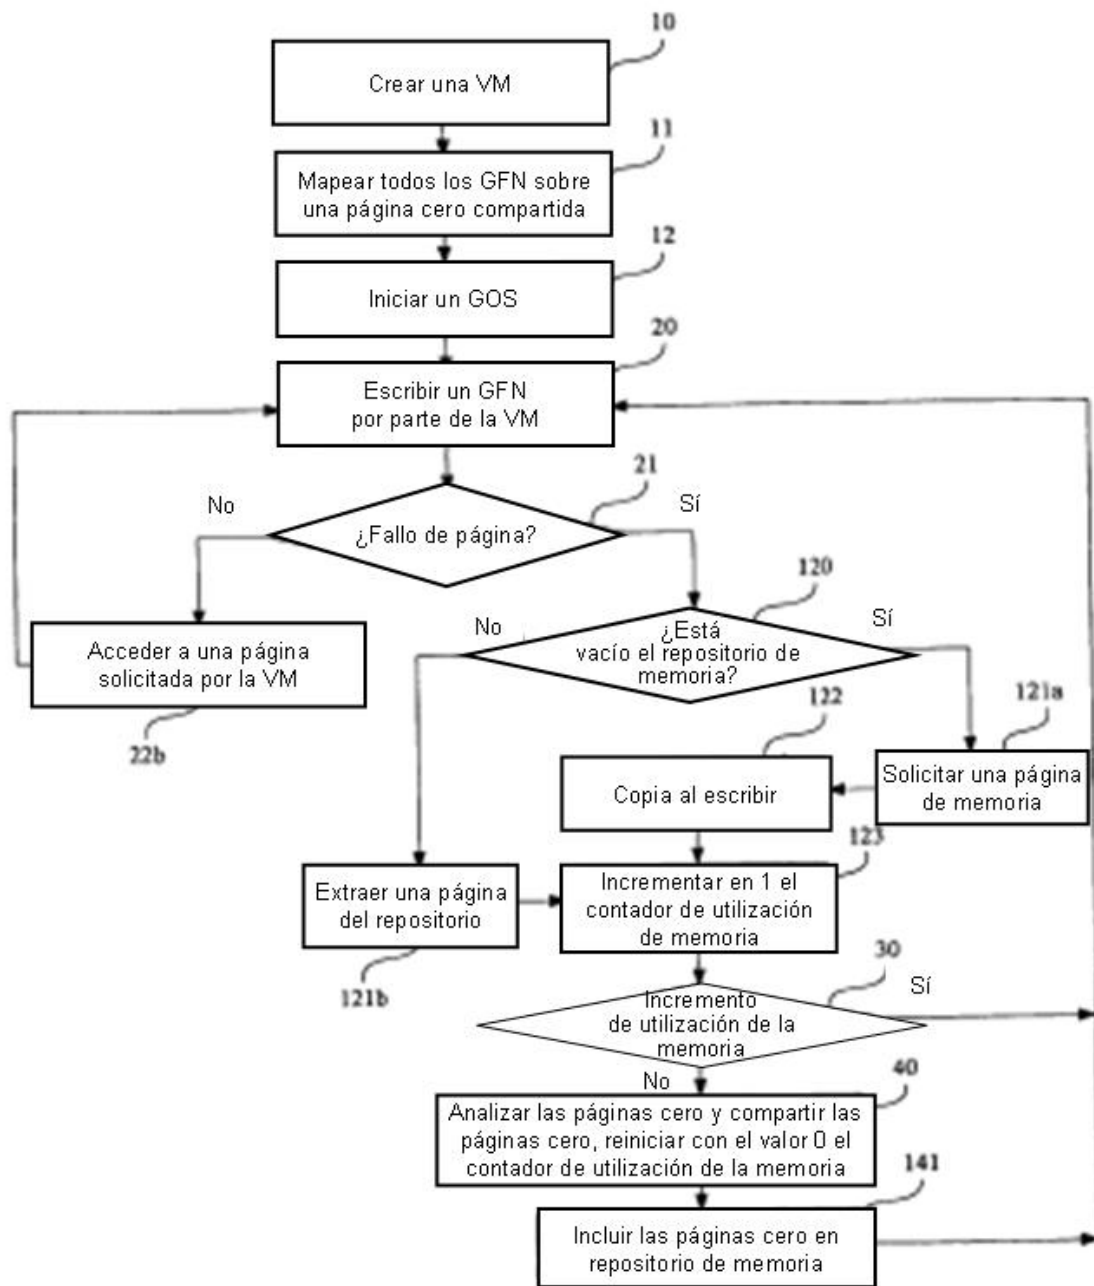 10
Crear una VM
11
Mapear todos los GFN sobre
una página cero compartida
12
Iniciar un GOS
20
Escribir un GFN
por parte de la VM
21
No
Sí
¿Fallo de página?
120
No
Sí
¿Está
vacío el repositorio de
memoria?
Acceder a una página
solicitada por la VM
22b
122
121a
Copia al escribir
Solicitar una página
de memoria
123
Extraer una página
del repositorio
121b
Incrementar en 1 el
contador de utilización
de memoria
30
Sí
Incremento
de utilización de la
memoria
No
40
Analizar las páginas cero y compartir las
páginas cero, reiniciar con el valor 0 el
contador de utilización de la memoria
141
Incluir las páginas cero en
repositorio de memoria